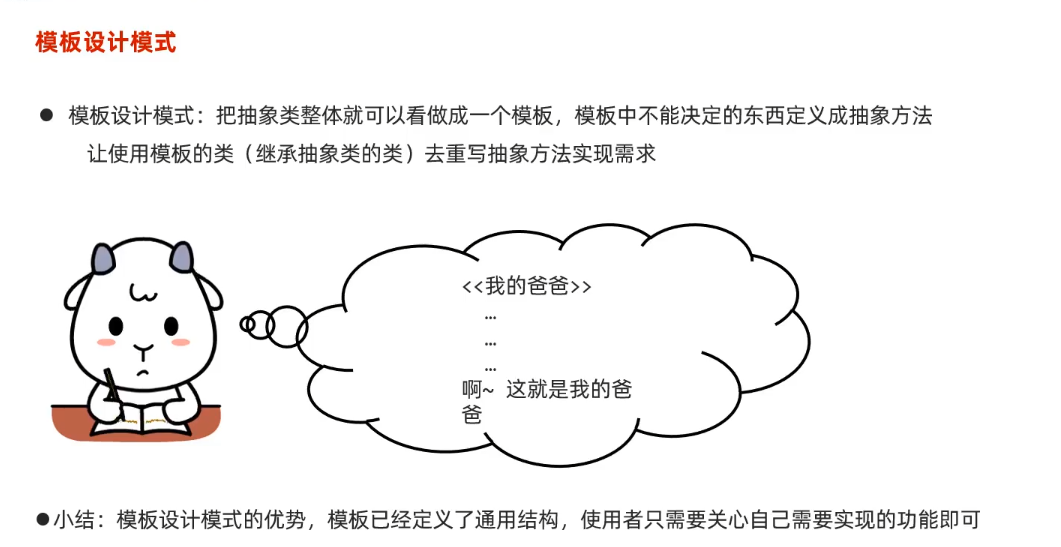 模板设计模式
● 模板设计模式：把抽象类整体就可以看做成一个模板，模板中不能决定的东西定义成抽象方法
让使用模板的类（继承抽象类的类）去重写抽象方法实现需求
<<我的爸爸>>
...
...
...
啊~ 这就是我的爸
爸
●小结：模板设计模式的优势，模板已经定义了通用结构，使用者只需要关心自己需要实现的功能即可